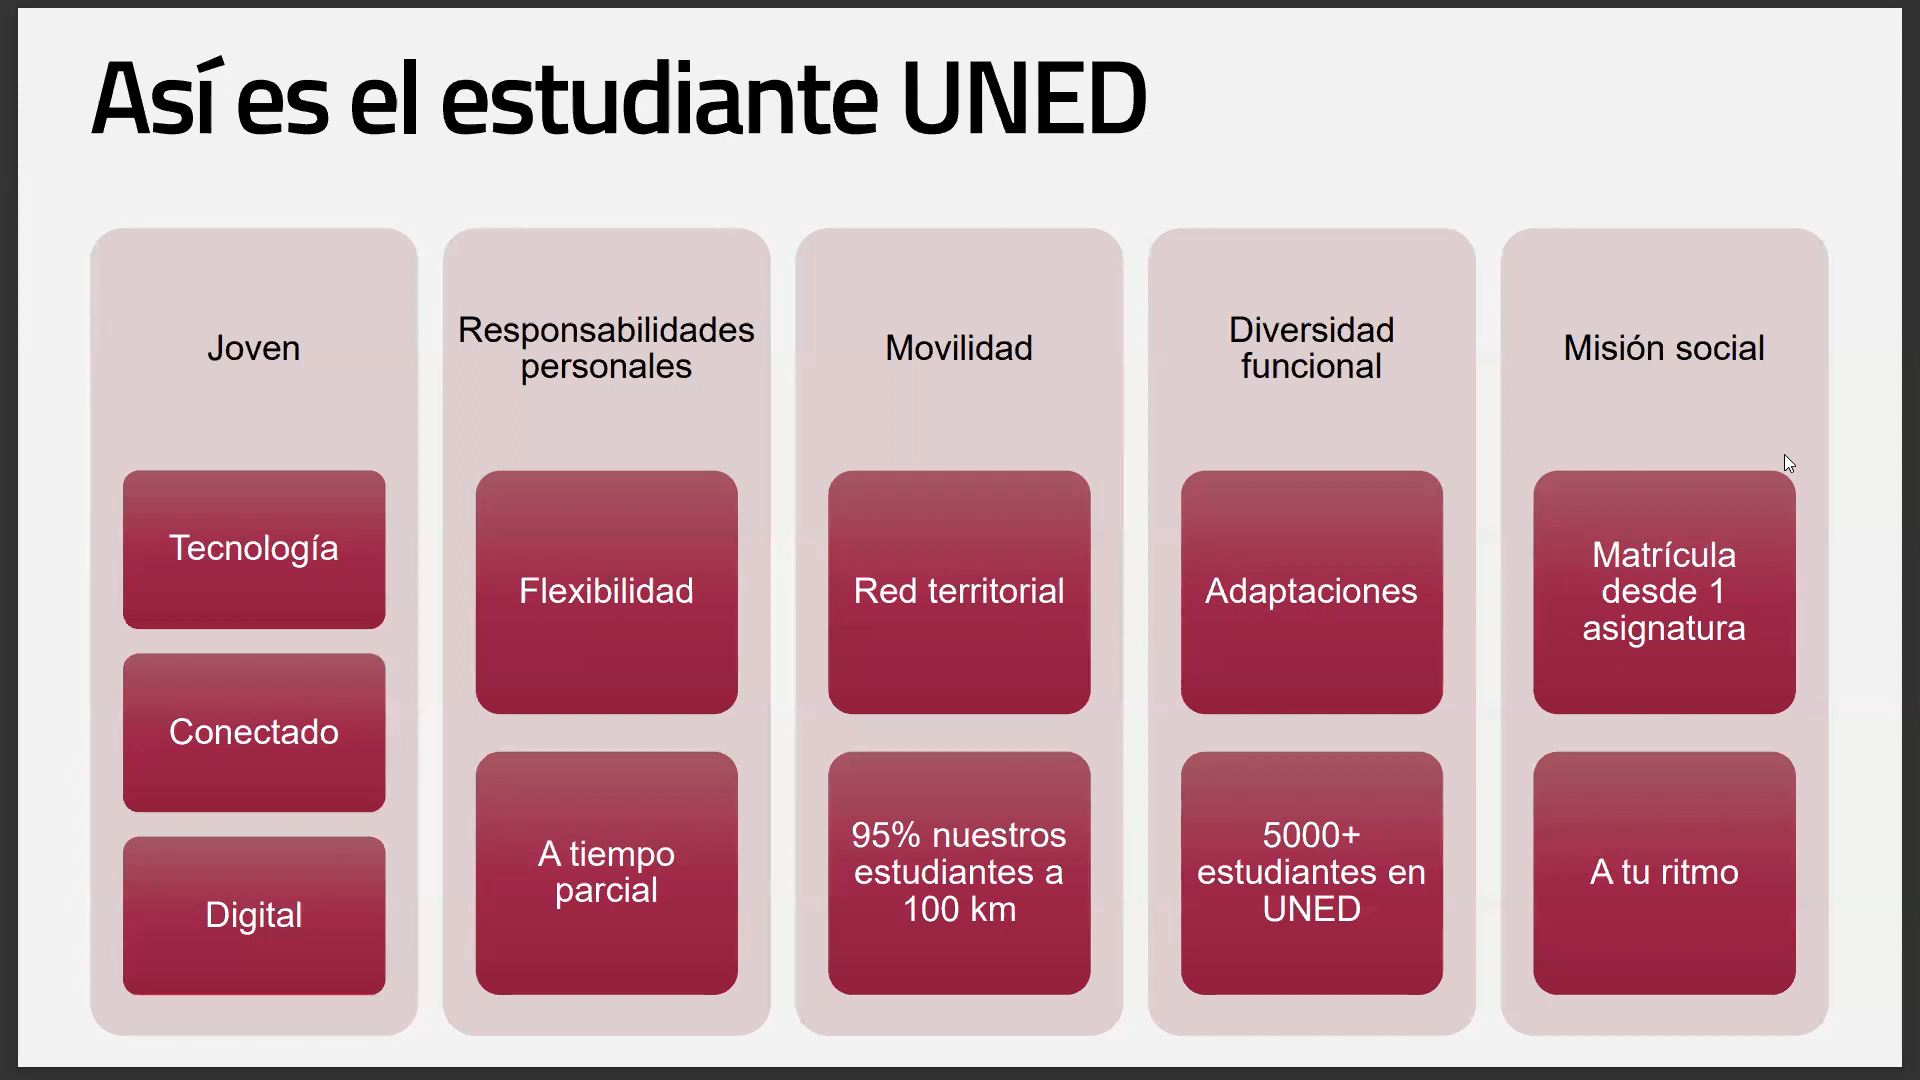 Así es el estudiante UNED
Joven
Tecnología
Conectado
Digital
Responsabilidades
personales
Flexibilidad
A tiempo
parcial
Movilidad
Red territorial
95% nuestros
estudiantes a
100 km
Diversidad
funcional
Adaptaciones
5000+
estudiantes en
UNED
Misión social
Matrícula
desde 1
asignatura
A tu ritmo